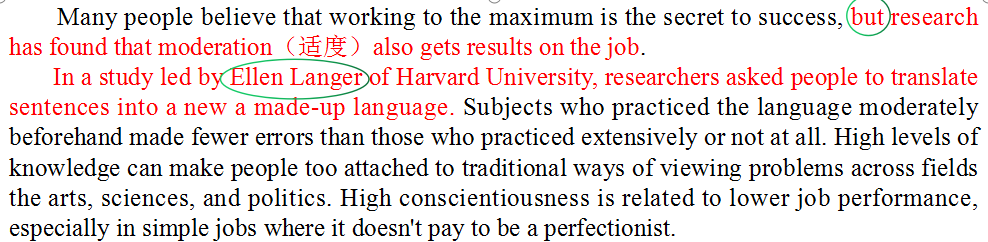 Many people believe that working to the maximum is the secret to success, but research
has found that moderation（适度）also gets results on the job.
In a study led by Ellen Langer of Harvard University, researchers asked people to translate
sentences into a new a made-up language. Subjects who practiced the language moderately
beforehand made fewer errors than those who practiced extensively or not at all. High levels of
knowledge can make people too attached to traditional ways of viewing problems across fields
the arts, sciences, and politics. High conscientiousness is related to lower job performance,
especially in simple jobs where it doesn't pay to be a perfectionist.